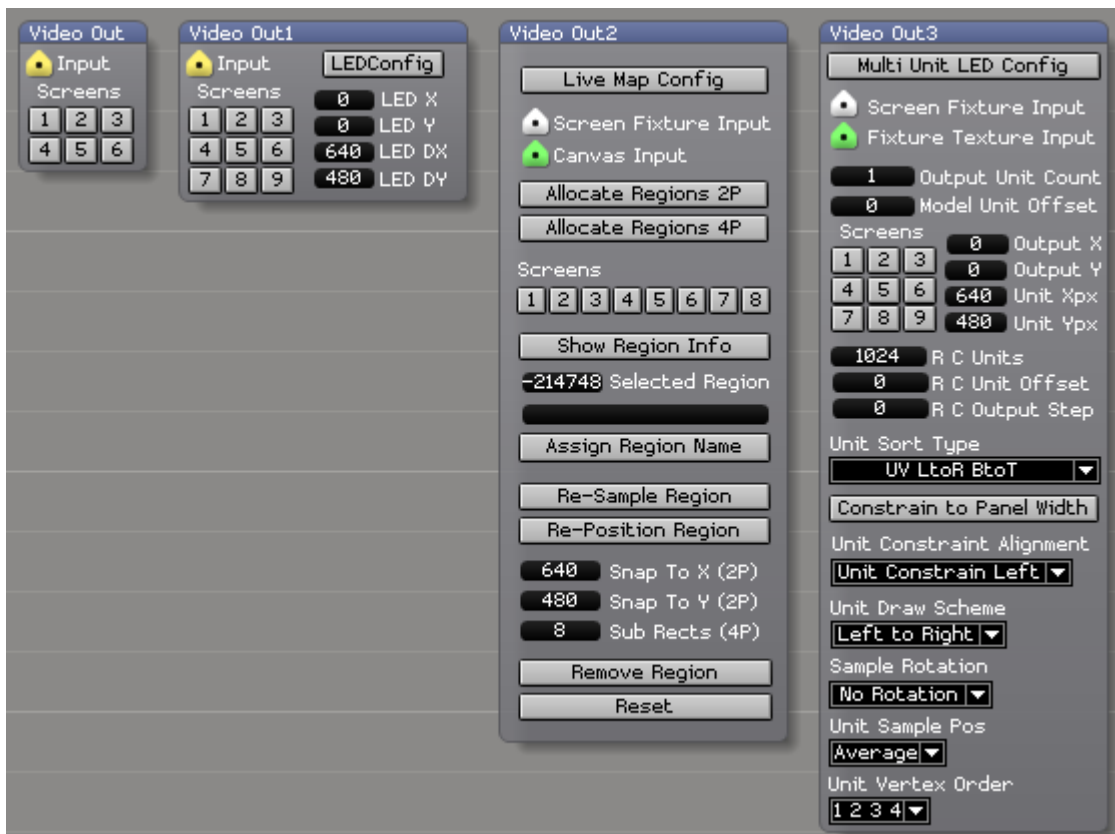 Video Out
Input
Screens
1 2 3
4 5 6
Video Out1
Input
LEDConfig
Screens
1 2 3
4 5 6
7 8 9
0 LED X
0 LED Y
640 LED DX
480 LED DY
Video Out2
Live Map Config
Screen Fixture Input
Canvas Input
Allocate Regions 2P
Allocate Regions 4P
Screens
1 2 3 4 5 6 7 8
Show Region Info
-214748 Selected Region
Assign Region Name
Re-Sample Region
Re-Position Region
640 Snap To X (2P)
480 Snap To Y (2P)
8 Sub Rects (4P)
Remove Region
Reset
Video Out3
Multi Unit LED Config
Screen Fixture Input
Fixture Texture Input
1 Output Unit Count
0 Model Unit Offset
Screens
1 2 3
4 5 6
7 8 9
0 Output X
0 Output Y
640 Unit Xpx
480 Unit Ypx
1024 R C Units
0 R C Unit Offset
0 R C Output Step
Unit Sort Type
UV LtoR BtoT
Constrain to Panel Width
Unit Constraint Alignment
Unit Constrain Left
Unit Draw Scheme
Left to Right
Sample Rotation
No Rotation
Unit Sample Pos
Average
Unit Vertex Order
1 2 3 4